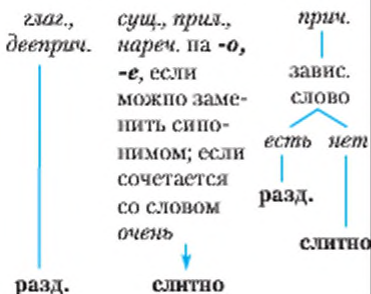 глаг.,
дееприч.
разд.
сущ., прил.,
нареч. на -о,
-е, если
можно заме-
нить сино-
нимом; если
сочетается
со словом
очень
слитно
прич.
завис.
слово
есть нет
разд.
слитно